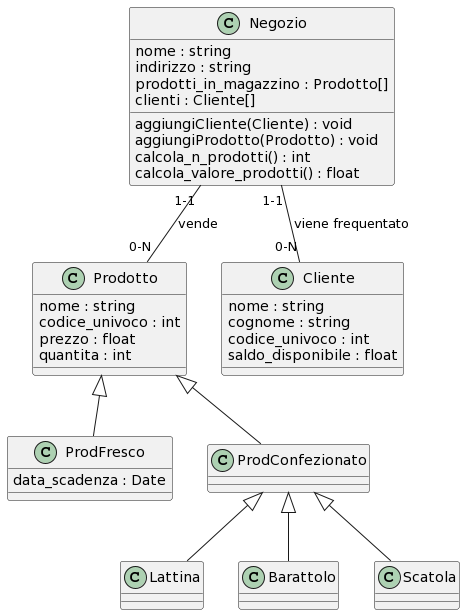 C Negozio
nome : string
indirizzo : string
prodotti_in_magazzino : Prodotto[]
clienti : Cliente[]
aggiungiCliente(Cliente) : void
aggiungiProdotto(Prodotto) : void
calcola_n_prodotti() : int
calcola_valore_prodotti() : float
1-1
1-1
vende
viene frequentato
0-N
0-N
C Prodotto
nome : string
codice_univoco : int
prezzo : float
quantita : int
C Cliente
nome : string
cognome : string
codice_univoco : int
saldo_disponibile : float
C ProdFresco
data_scadenza : Date
C ProdConfezionato
C Lattina
C Barattolo
C Scatola